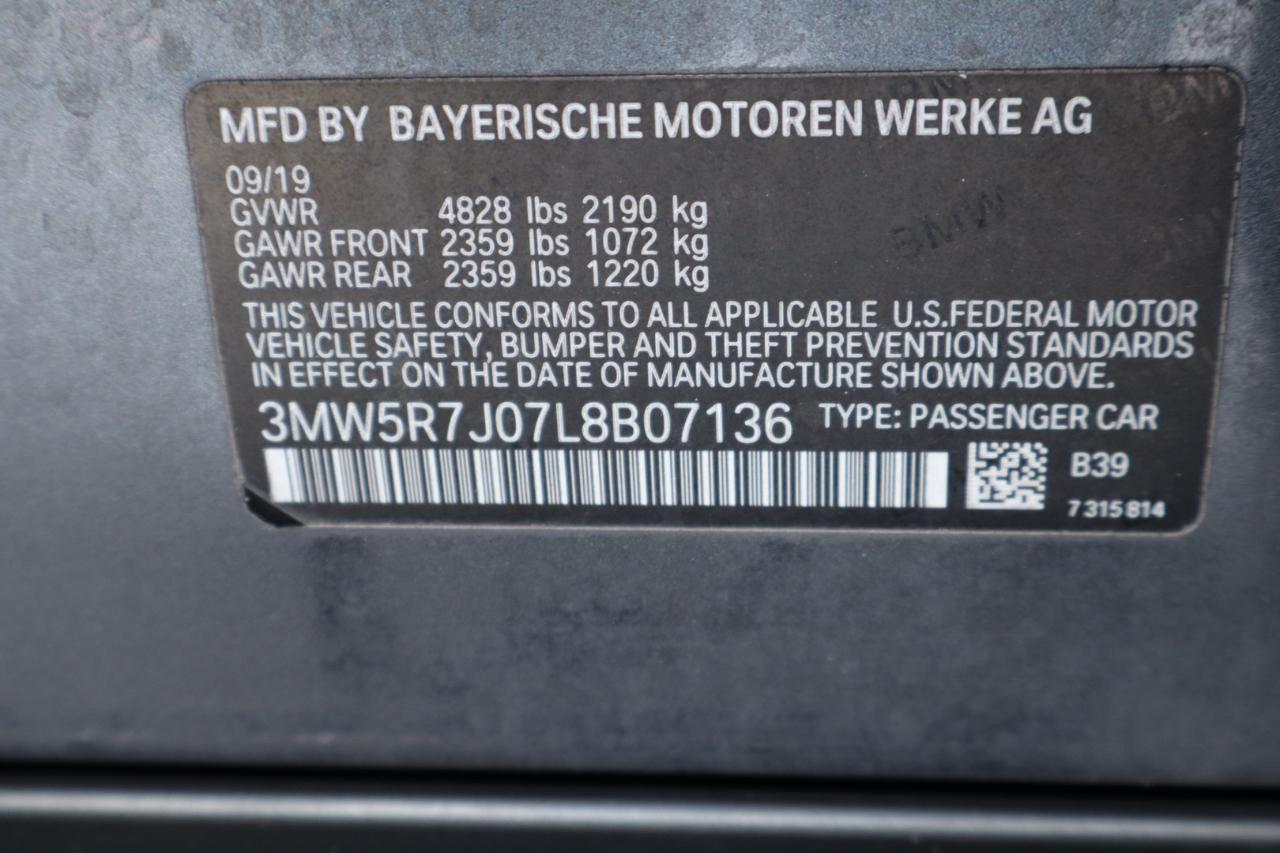 MFD BY BAYERISCHE MOTOREN WERKE AG
09/19
GVWR 4828 lbs 2190 kg
GAWR FRONT 2359 lbs 1072 kg
GAWR REAR 2359 lbs 1220 kg
THIS VEHICLE CONFORMS TO ALL APPLICABLE U.S.FEDERAL MOTOR
VEHICLE SAFETY, BUMPER AND THEFT PREVENTION STANDARDS
IN EFFECT ON THE DATE OF MANUFACTURE SHOWN ABOVE.
3MW5R7J07L8B07136 TYPE: PASSENGER CAR
B39
7 315 814
BMW